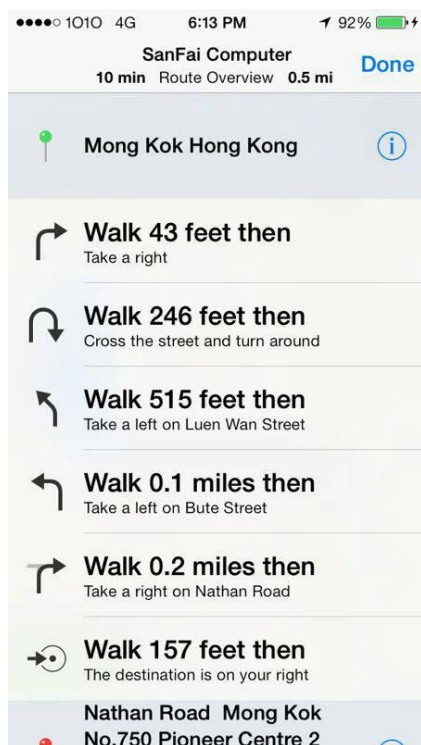 1O1O 4G 6:13 PM 92%
SanFai Computer
10 min Route Overview 0.5 mi
Done
Mong Kok Hong Kong
i
Walk 43 feet then
Take a right
Walk 246 feet then
Cross the street and turn around
Walk 515 feet then
Take a left on Luen Wan Street
Walk 0.1 miles then
Take a left on Bute Street
Walk 0.2 miles then
Take a right on Nathan Road
Walk 157 feet then
The destination is on your right
Nathan Road Mong Kok
No.750 Pioneer Centre 2